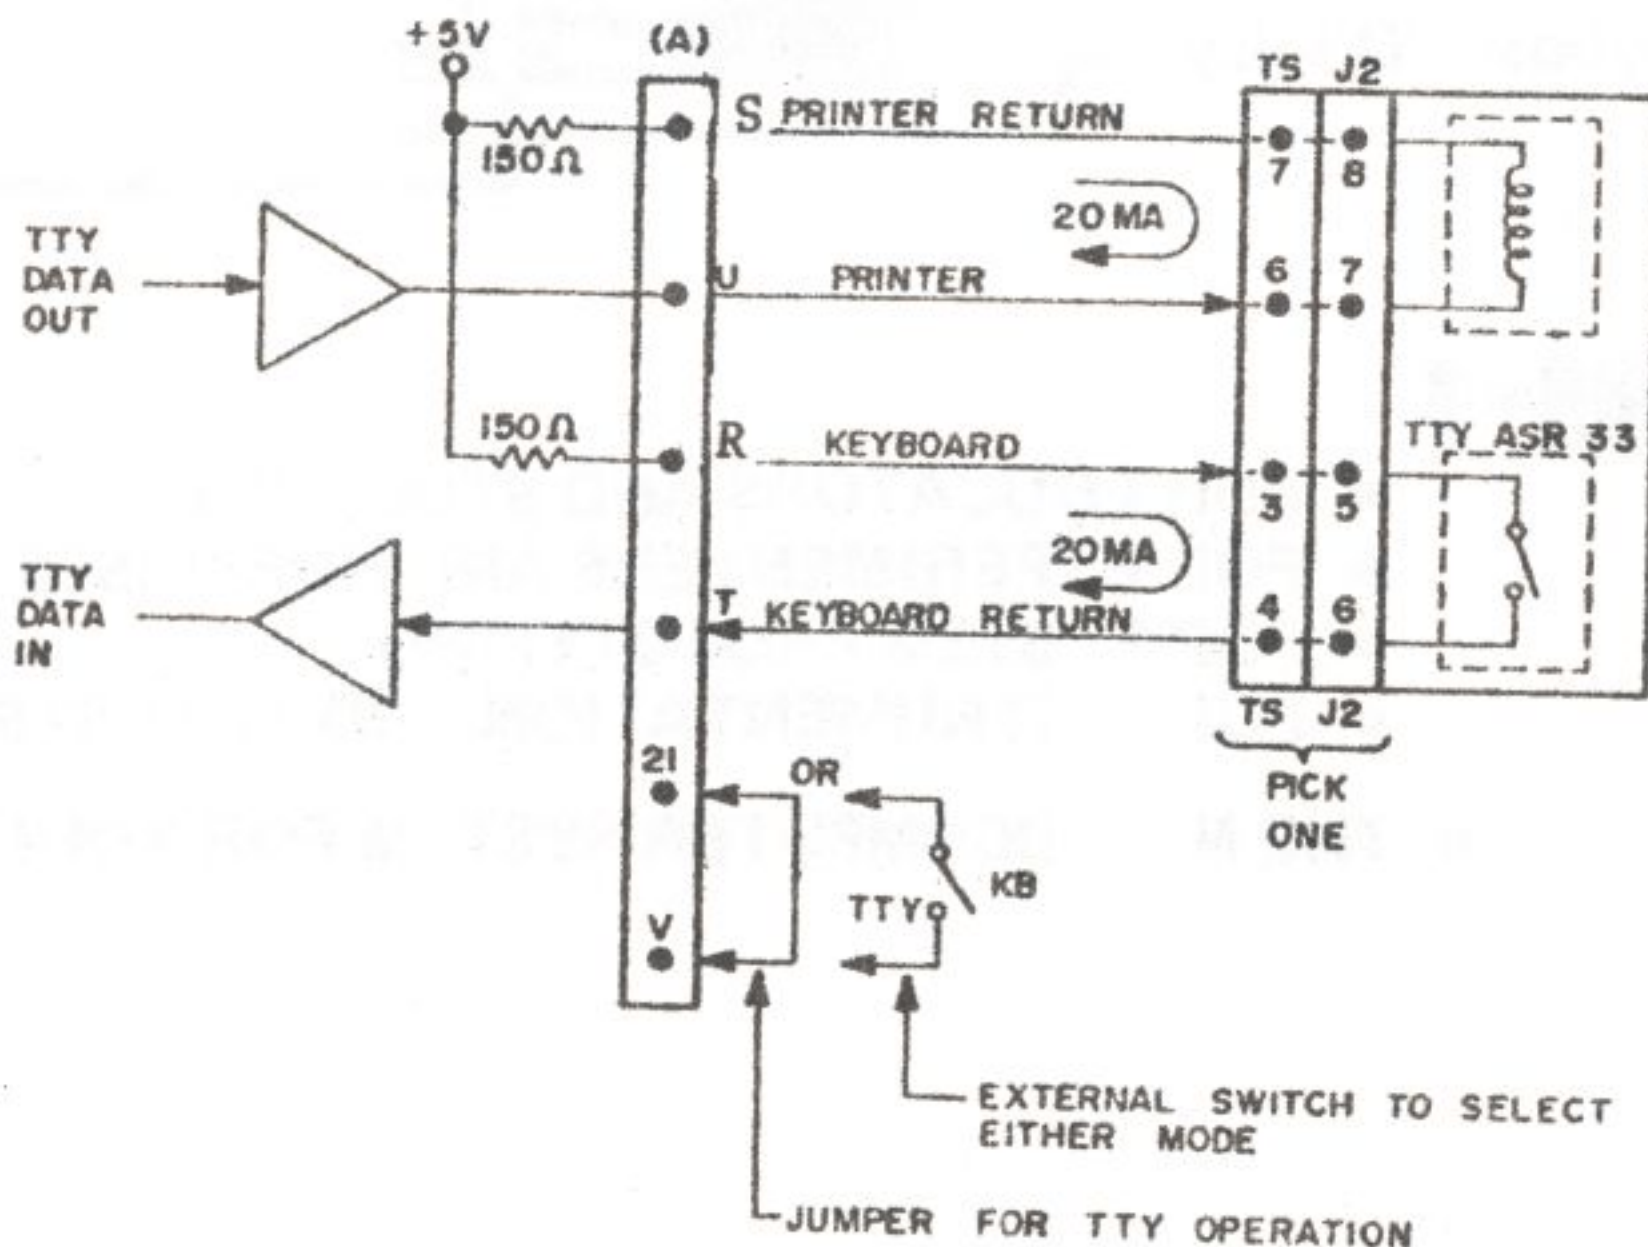 +5V
(A)
TS J2
S PRINTER RETURN
150Ω
7 8
20 MA
TTY
DATA
OUT
U PRINTER
6 7
150Ω
R KEYBOARD
TTY ASR 33
3 5
20 MA
TTY
DATA
IN
T KEYBOARD RETURN
4 6
TS J2
PICK
ONE
21
OR
KB
TTY
V
EXTERNAL SWITCH TO SELECT
EITHER MODE
JUMPER FOR TTY OPERATION